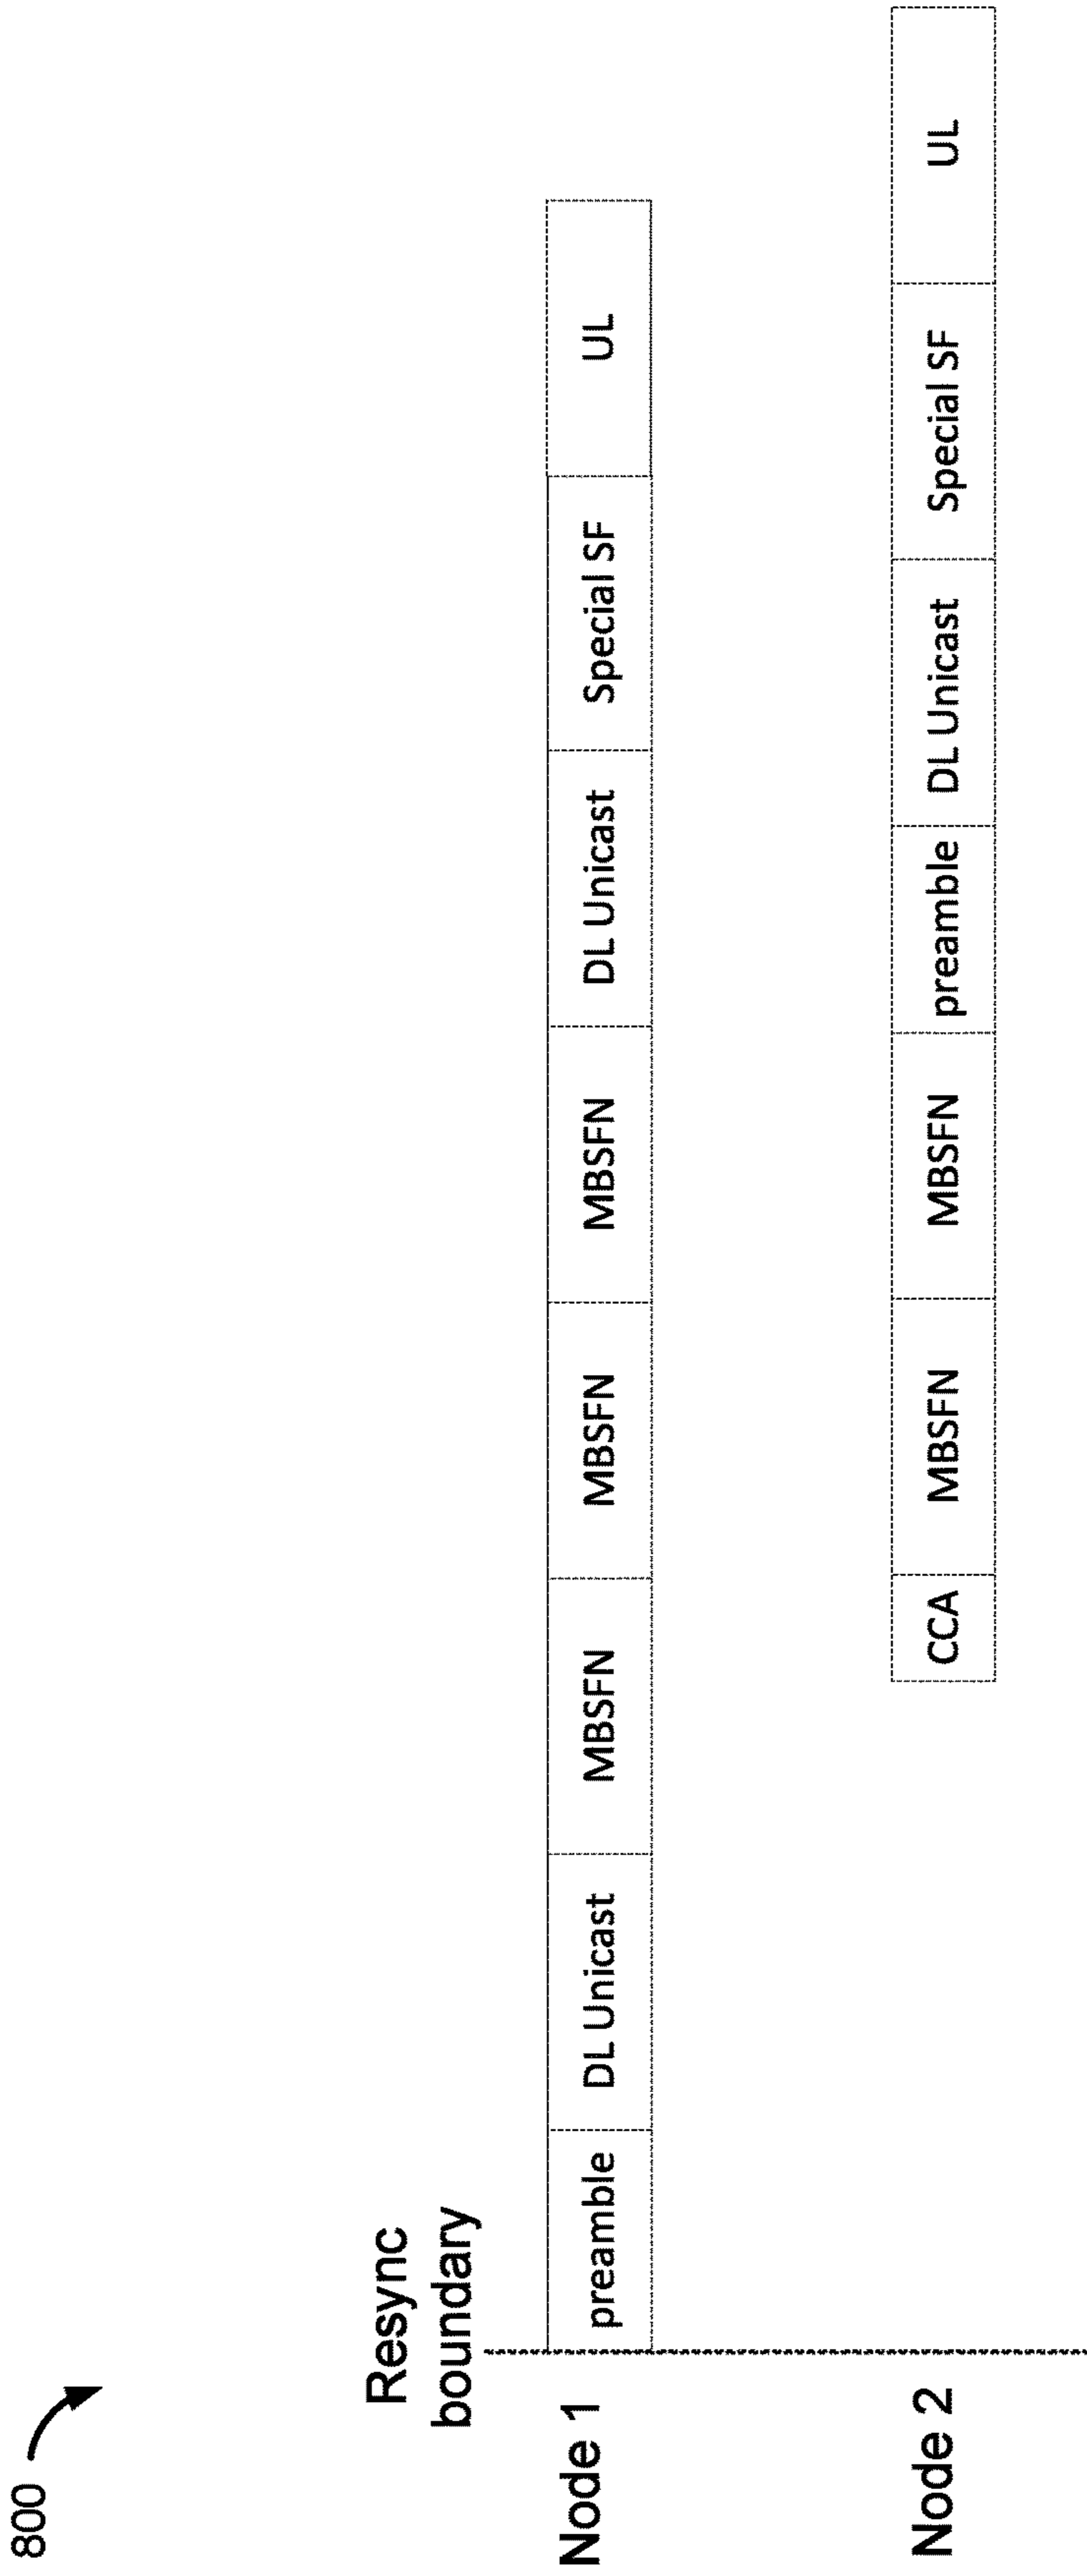 800
Resync
boundary
Node 1
preamble
DL Unicast
MBSFN
MBSFN
MBSFN
DL Unicast
Special SF
UL
Node 2
CCA
MBSFN
MBSFN
preamble
DL Unicast
Special SF
UL